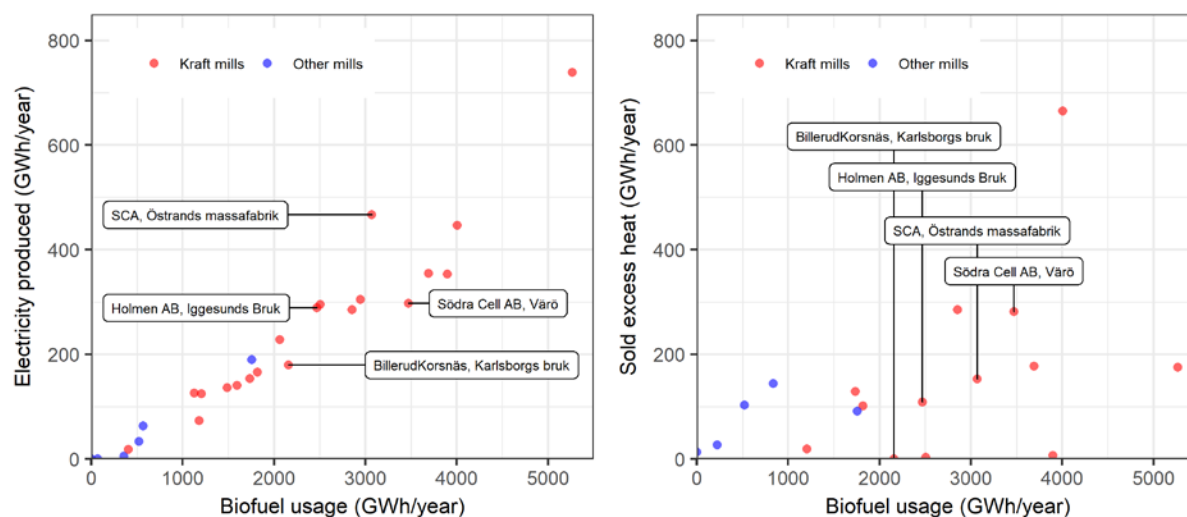 Electricity produced (GWh/year)
800
600
400
200
0
Kraft mills
Other mills
SCA, Östrands massafabrik
Holmen AB, Iggesunds Bruk
Södra Cell AB, Värö
BillerudKorsnäs, Karlsborgs bruk
0 1000 2000 3000 4000 5000
Biofuel usage (GWh/year)
Sold excess heat (GWh/year)
800
600
400
200
0
Kraft mills
Other mills
BillerudKorsnäs, Karlsborgs bruk
Holmen AB, Iggesunds Bruk
SCA, Östrands massafabrik
Södra Cell AB, Värö
0 1000 2000 3000 4000 5000
Biofuel usage (GWh/year)